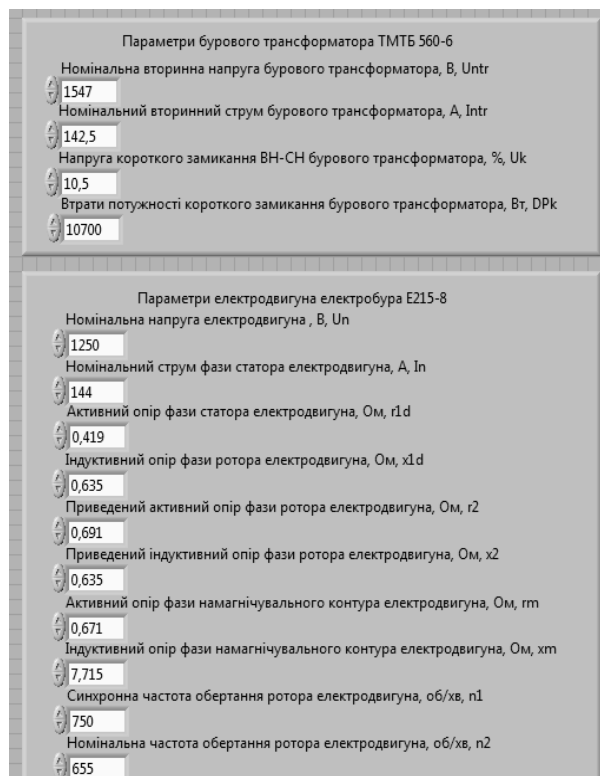 Параметри бурового трансформатора ТМТБ 560-6
Номінальна вторинна напруга бурового трансформатора, В, Untr
1547
Номінальний вторинний струм бурового трансформатора, А, Intr
142,5
Напруга короткого замикання ВН-СН бурового трансформатора, %, Uk
10,5
Втрати потужності короткого замикання бурового трансформатора, Вт, DPk
10700
Параметри електродвигуна електробура Е215-8
Номінальна напруга електродвигуна , В, Un
1250
Номінальний струм фази статора електродвигуна, А, In
144
Активний опір фази статора електродвигуна, Ом, r1d
0,419
Індуктивний опір фази ротора електродвигуна, Ом, x1d
0,635
Приведений активний опір фази ротора електродвигуна, Ом, r2
0,691
Приведений індуктивний опір фази ротора електродвигуна, Ом, x2
0,635
Активний опір фази намагнічувального контура електродвигуна, Ом, rm
0,671
Індуктивний опір фази намагнічувального контура електродвигуна, Ом, xm
7,715
Синхронна частота обертання ротора електродвигуна, об/хв, n1
750
Номінальна частота обертання ротора електродвигуна, об/хв, n2
655